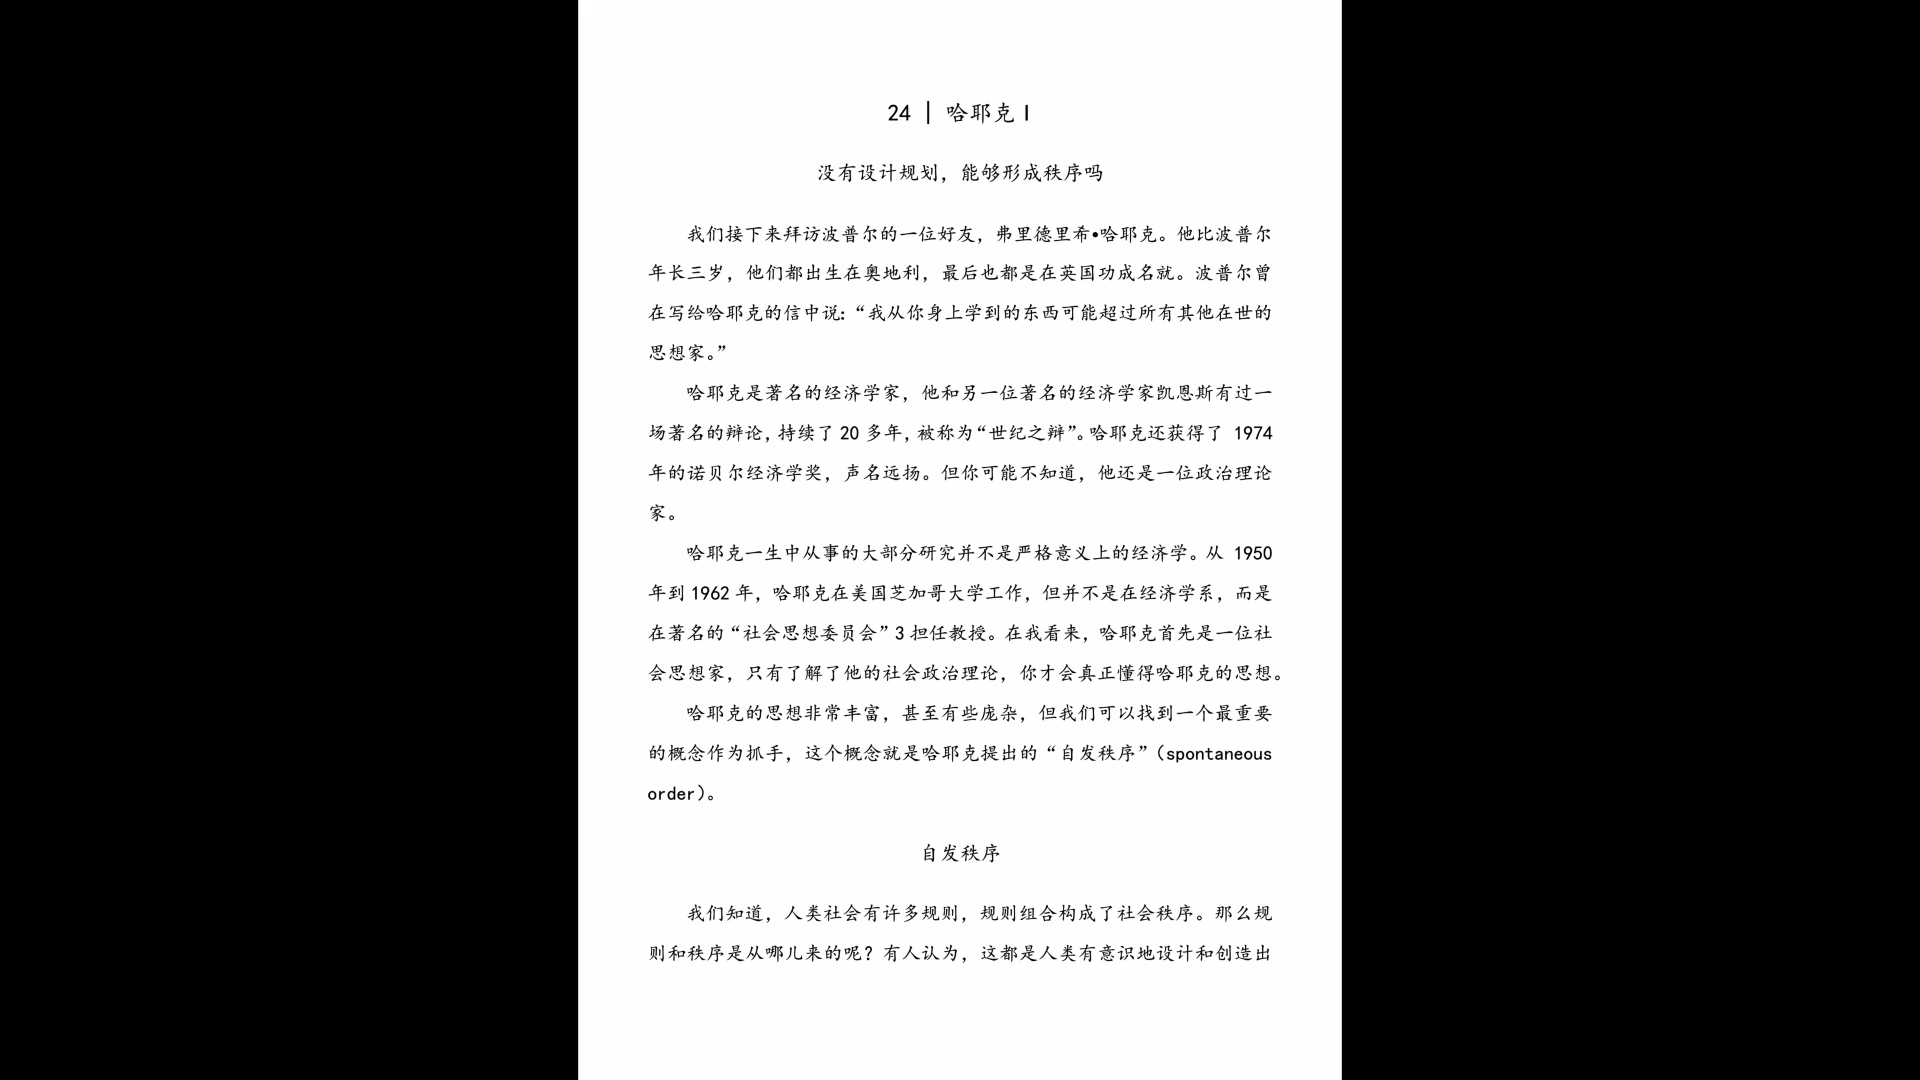 24 | 哈耶克 I
没有设计规划，能够形成秩序吗
我们接下来拜访波普尔的一位好友，弗里德里希•哈耶克。他比波普尔
年长三岁，他们都出生在奥地利，最后也都是在英国功成名就。波普尔曾
在写给哈耶克的信中说：“我从你身上学到的东西可能超过所有其他在世的
思想家。”
哈耶克是著名的经济学家，他和另一位著名的经济学家凯恩斯有过一
场著名的辩论，持续了 20 多年，被称为“世纪之辩”。哈耶克还获得了 1974
年的诺贝尔经济学奖，声名远扬。但你可能不知道，他还是一位政治理论
家。
哈耶克一生中从事的大部分研究并不是严格意义上的经济学。从 1950
年到 1962 年，哈耶克在美国芝加哥大学工作，但并不是在经济学系，而是
在著名的“社会思想委员会”3 担任教授。在我看来，哈耶克首先是一位社
会思想家，只有了解了他的社会政治理论，你才会真正懂得哈耶克的思想。
哈耶克的思想非常丰富，甚至有些庞杂，但我们可以找到一个最重要
的概念作为抓手，这个概念就是哈耶克提出的“自发秩序”（spontaneous
order）。
自发秩序
我们知道，人类社会有许多规则，规则组合构成了社会秩序。那么规
则和秩序是从哪儿来的呢？有人认为，这都是人类有意识地设计和创造出